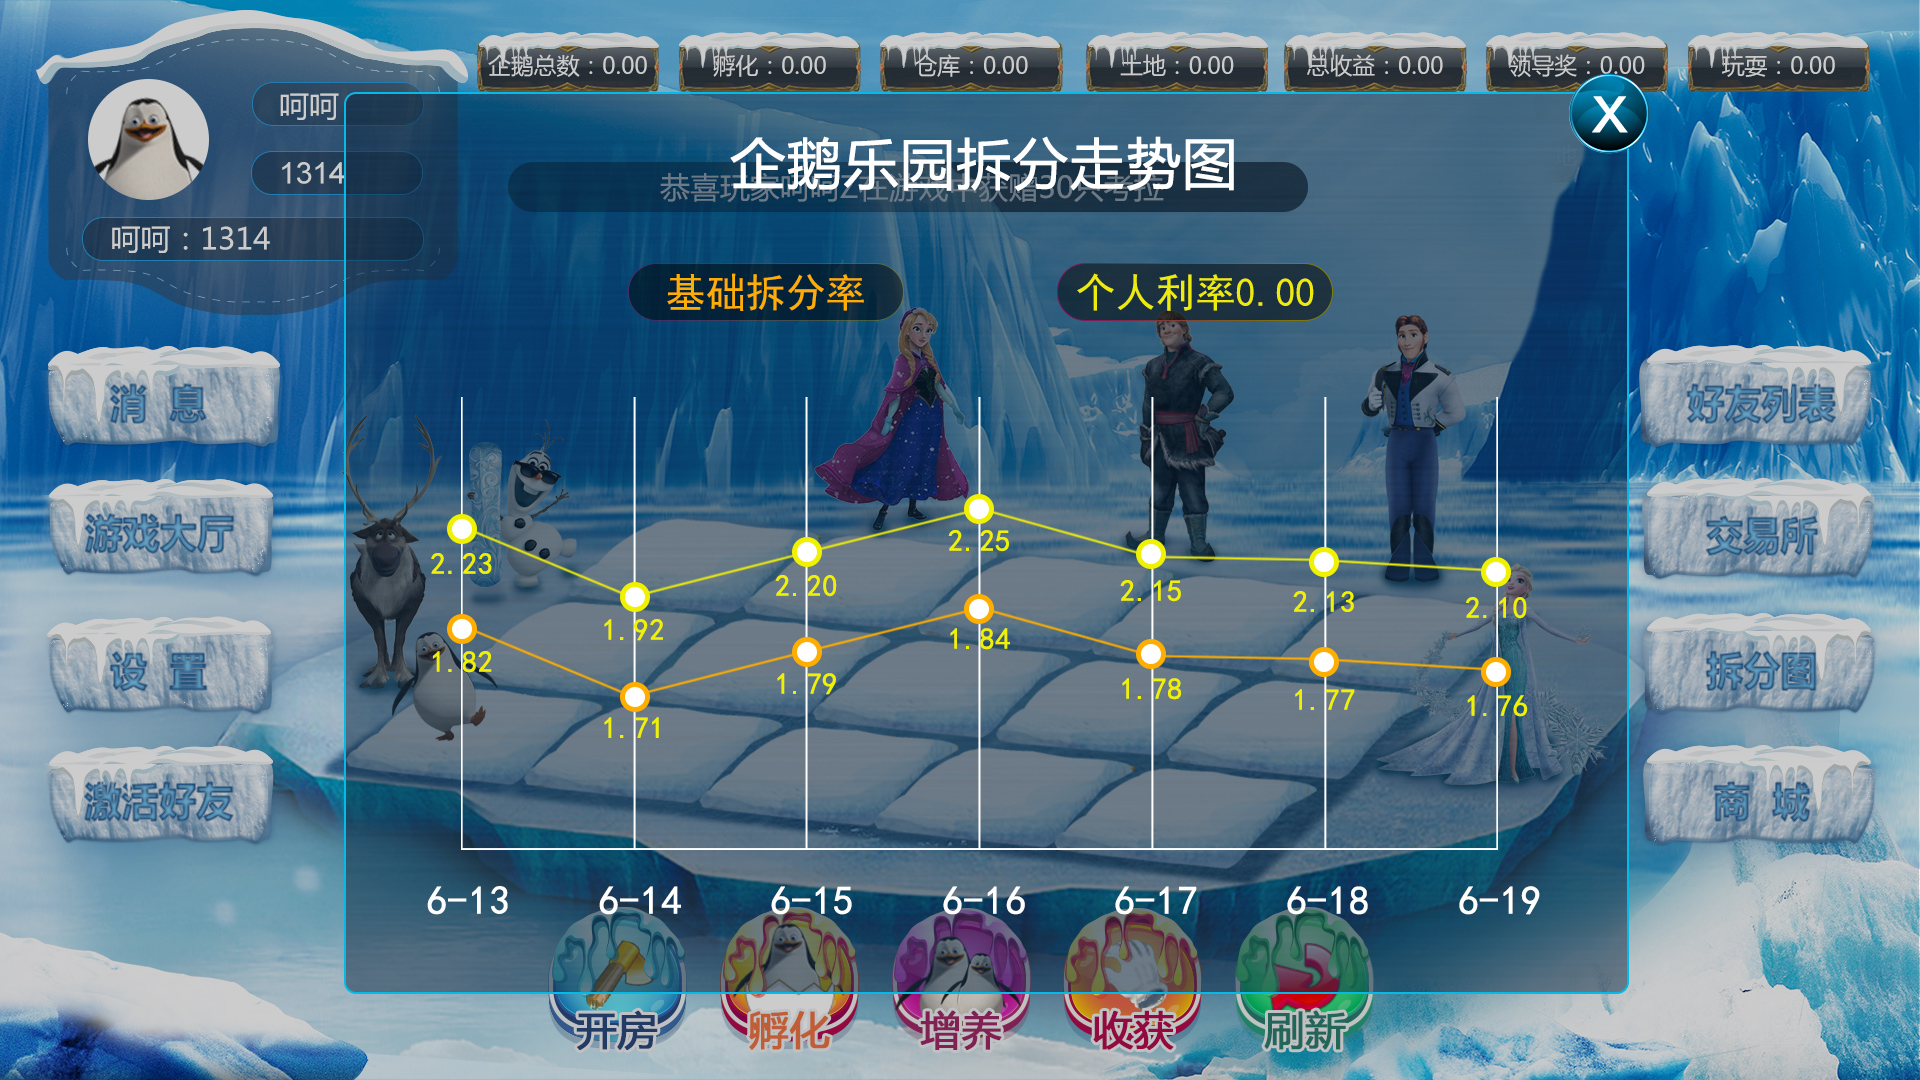 企鹅总数：0.00
孵化：0.00
仓库：0.00
土地：0.00
总收益：0.00
领导奖：0.00
玩耍：0.00
呵呵
1314
呵呵：1314
X
企鹅乐园拆分走势图
基础拆分率
个人利率0.00
消息
游戏大厅
设置
激活好友
好友列表
交易所
拆分图
商城
2.23
1.92
2.20
2.25
2.15
2.13
2.10
1.82
1.71
1.79
1.84
1.78
1.77
1.76
6-13
6-14
6-15
6-16
6-17
6-18
6-19
开房
孵化
增养
收获
刷新